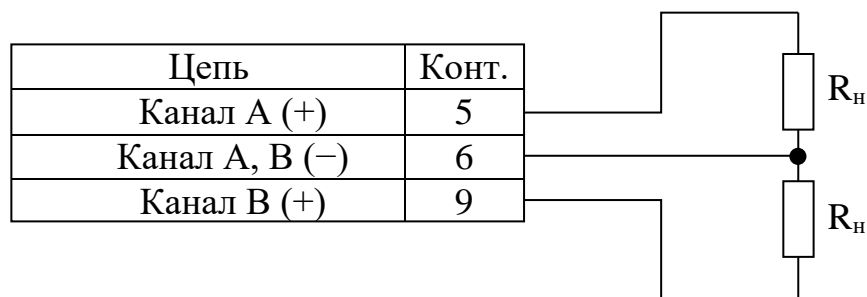 Цепь Конт.
Канал А (+) 5
Канал А, В (−) 6
Канал В (+) 9
Rн
Rн